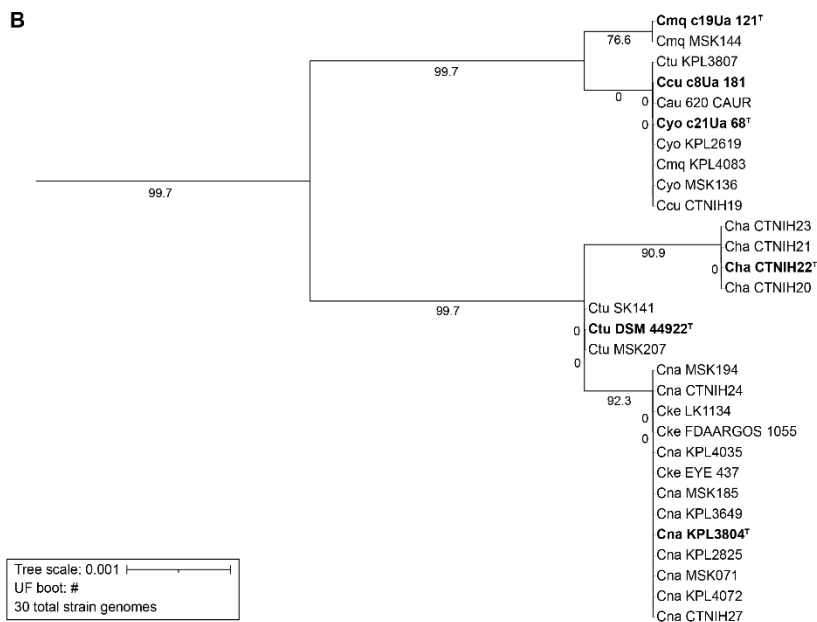 B
Cmq c19Ua 121ᵀ
76.6
Cmq MSK144
99.7
Ctu KPL3807
Ccu c8Ua 181
0
0
Cau 620 CAUR
Cyo c21Ua 68ᵀ
0
Cyo KPL2619
Cmq KPL4083
99.7
Cyo MSK136
Ccu CTNIH19
Cha CTNIH23
Cha CTNIH21
90.9
Cha CTNIH22ᵀ
0
Cha CTNIH20
99.7
Ctu SK141
Ctu DSM 44922ᵀ
0
Ctu MSK207
0
Cna MSK194
Cna CTNIH24
92.3
Cke LK1134
0
Cke FDAARGOS 1055
0
Cna KPL4035
Cke EYE 437
Cna MSK185
Cna KPL3649
Cna KPL3804ᵀ
Cna KPL2825
Cna MSK071
Cna KPL4072
Cna CTNIH27
Tree scale: 0.001
UF boot: #
30 total strain genomes